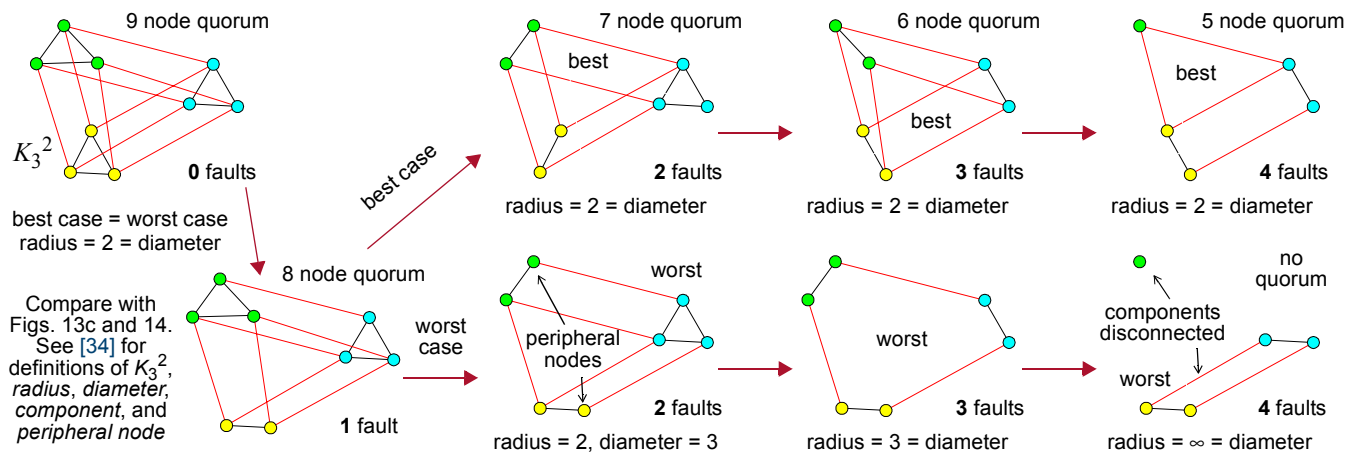 9 node quorum
K₃²
0 faults
best case = worst case
radius = 2 = diameter
best case
7 node quorum
best
2 faults
radius = 2 = diameter
6 node quorum
best
3 faults
radius = 2 = diameter
5 node quorum
best
4 faults
radius = 2 = diameter
Compare with
Figs. 13c and 14.
See [34] for
definitions of K₃²,
radius, diameter,
component, and
peripheral node
8 node quorum
1 fault
worst
case
worst
peripheral
nodes
2 faults
radius = 2, diameter = 3
worst
3 faults
radius = 3 = diameter
no
quorum
components
disconnected
worst
4 faults
radius = ∞ = diameter